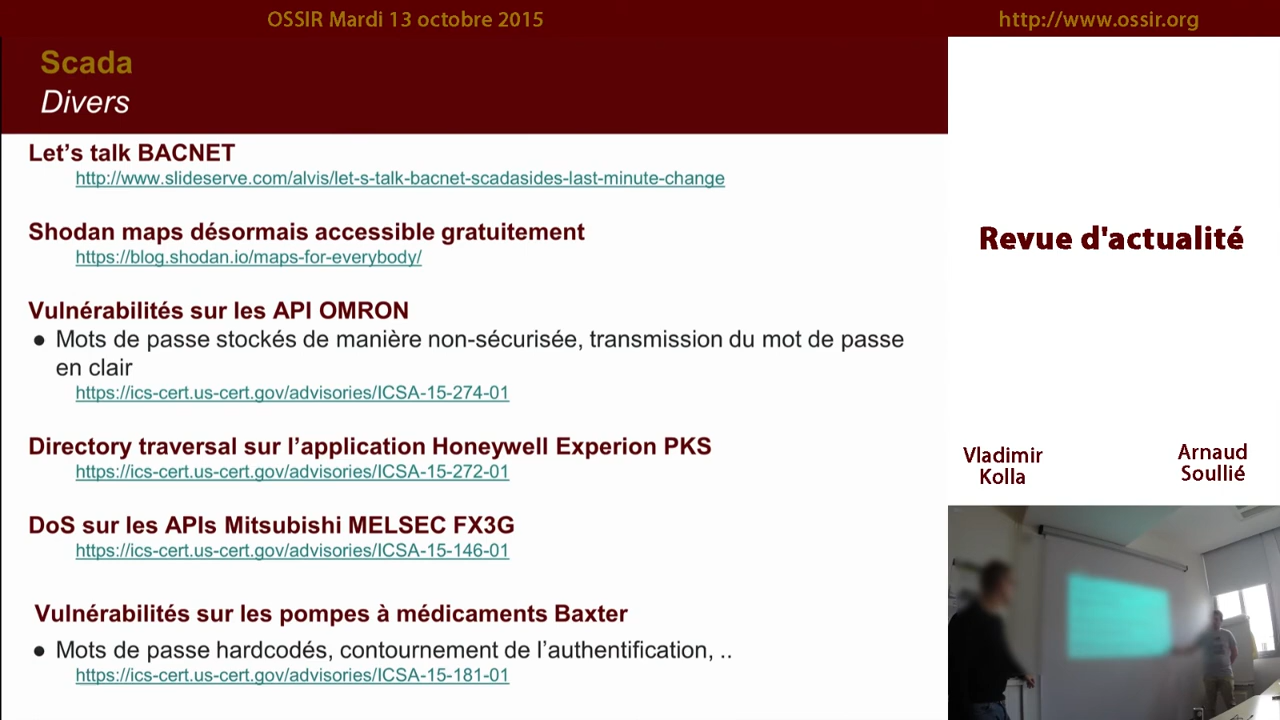 OSSIR Mardi 13 octobre 2015
http://www.ossir.org
Scada
Divers
Let's talk BACNET
http://www.slideserve.com/alvis/let-s-talk-bacnet-scadasides-last-minute-change
Shodan maps désormais accessible gratuitement
https://blog.shodan.io/maps-for-everybody/
Vulnérabilités sur les API OMRON
● Mots de passe stockés de manière non-sécurisée, transmission du mot de passe
en clair
https://ics-cert.us-cert.gov/advisories/ICSA-15-274-01
Directory traversal sur l'application Honeywell Experion PKS
https://ics-cert.us-cert.gov/advisories/ICSA-15-272-01
DoS sur les APIs Mitsubishi MELSEC FX3G
https://ics-cert.us-cert.gov/advisories/ICSA-15-146-01
Vulnérabilités sur les pompes à médicaments Baxter
● Mots de passe hardcodés, contournement de l'authentification, ..
https://ics-cert.us-cert.gov/advisories/ICSA-15-181-01
Revue d'actualité
Vladimir
Kolla
Arnaud
Soullié